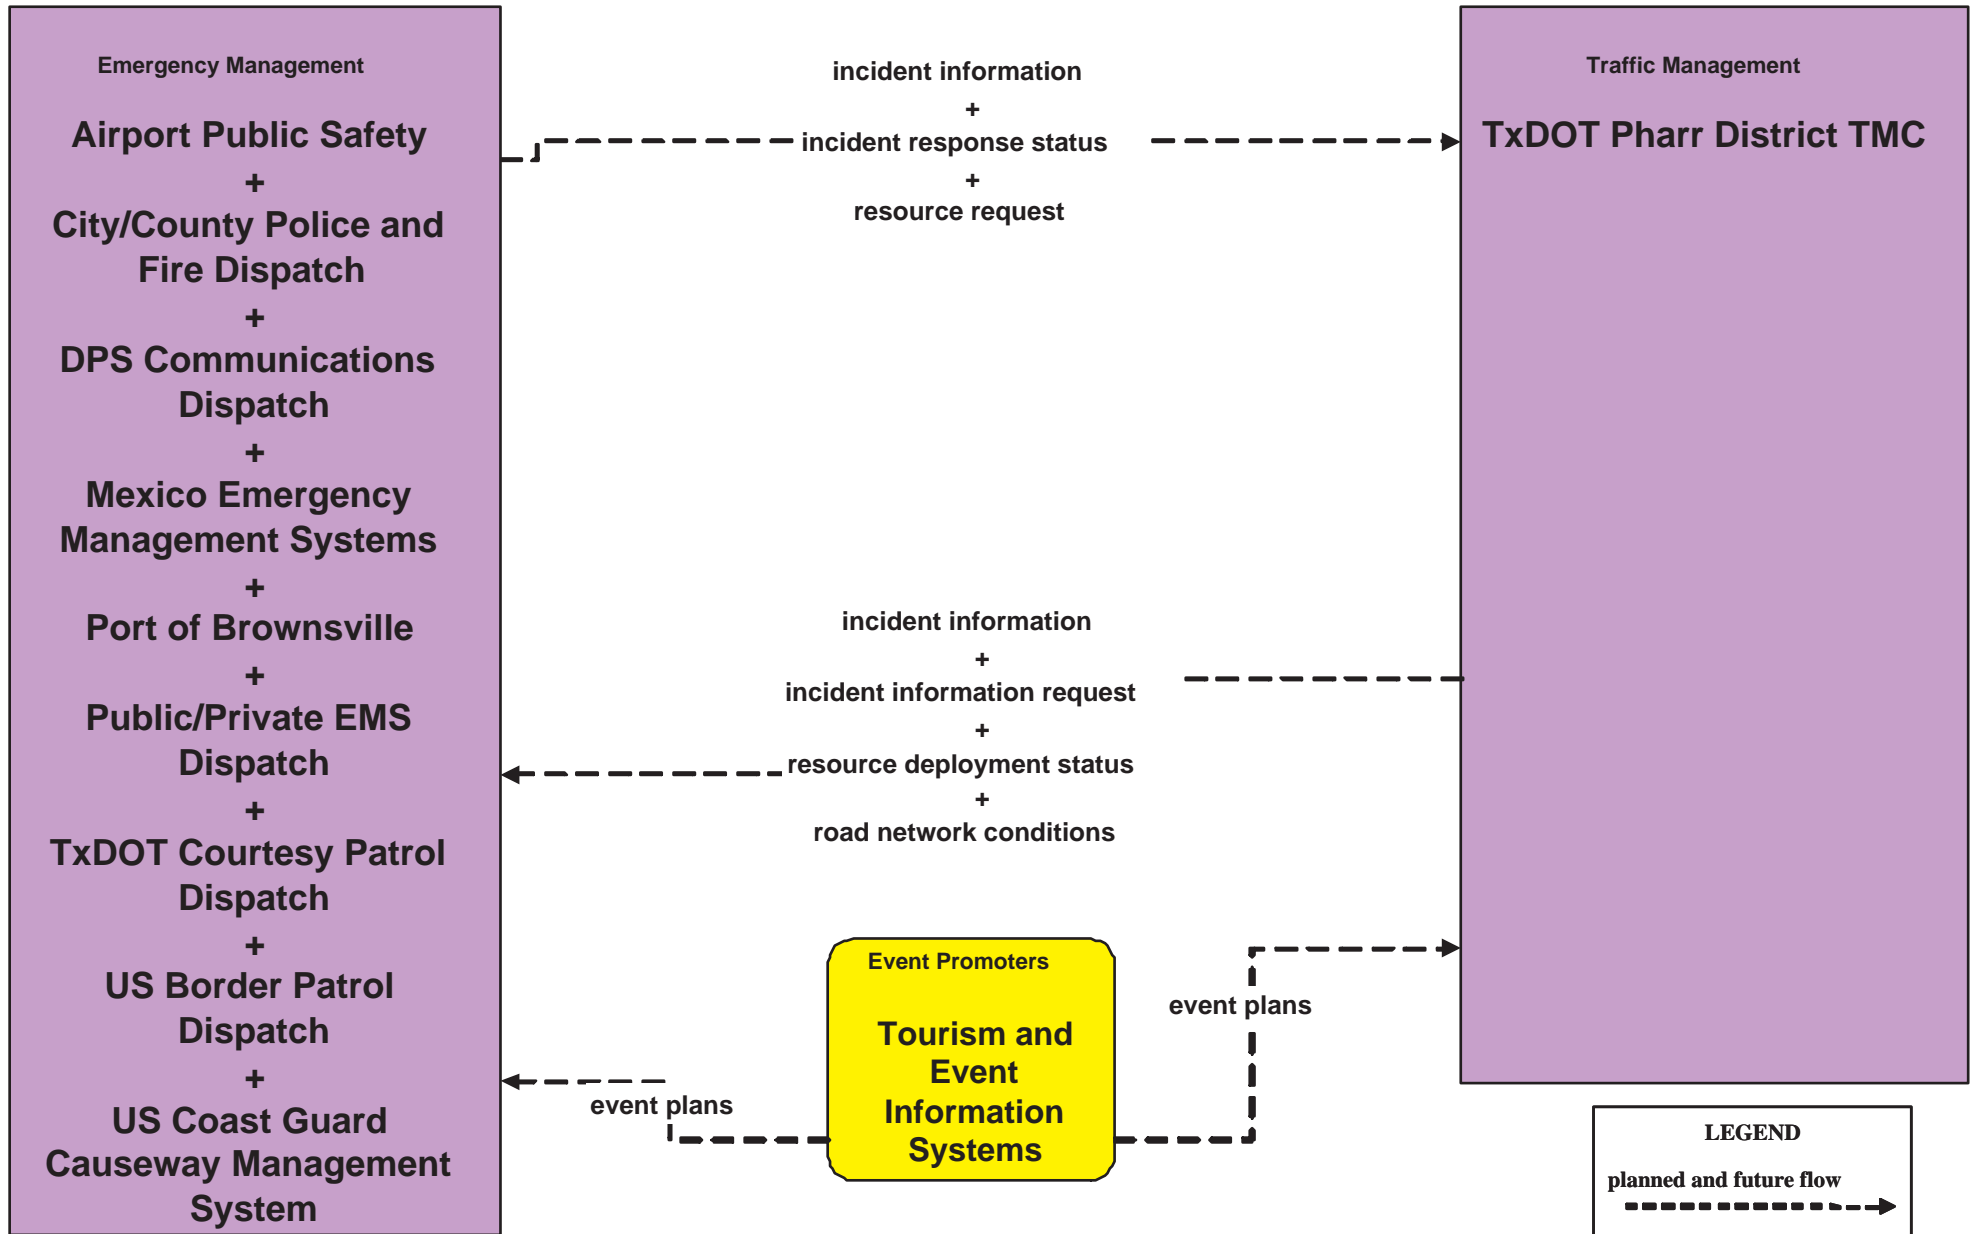 Emergency Management
Airport Public Safety
+
City/County Police and
Fire Dispatch
+
DPS Communications
Dispatch
+
Mexico Emergency
Management Systems
+
Port of Brownsville
+
Public/Private EMS
Dispatch
+
TxDOT Courtesy Patrol
Dispatch
+
US Border Patrol
Dispatch
+
US Coast Guard
Causeway Management
System
incident information
+
incident response status
+
resource request
incident information
+
incident information request
+
resource deployment status
+
road network conditions
Event Promoters
Tourism and
Event
Information
Systems
event plans
event plans
Traffic Management
TxDOT Pharr District TMC
LEGEND
planned and future flow